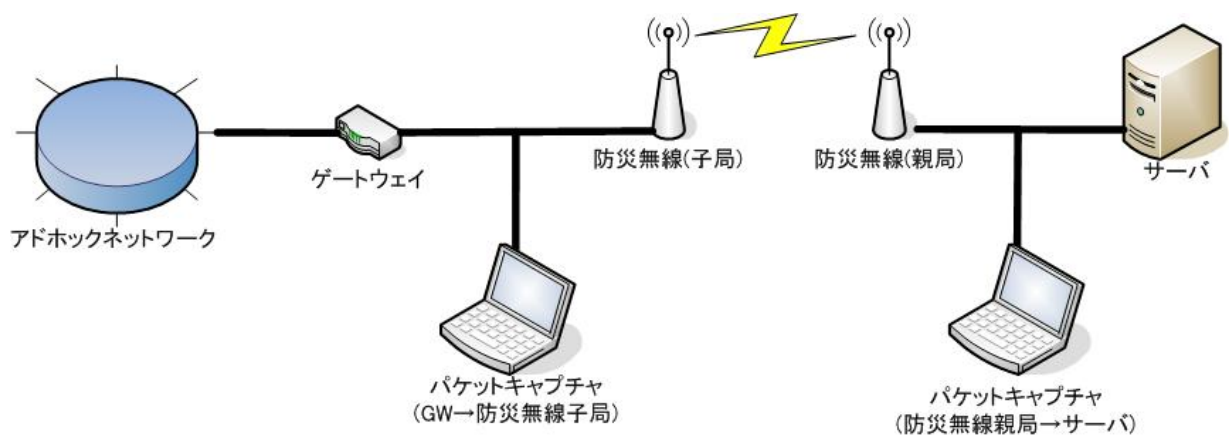 防災無線(子局)
防災無線(親局)
ゲートウェイ
サーバ
アドホックネットワーク
パケットキャプチャ
(GW→防災無線子局)
パケットキャプチャ
(防災無線親局→サーバ)